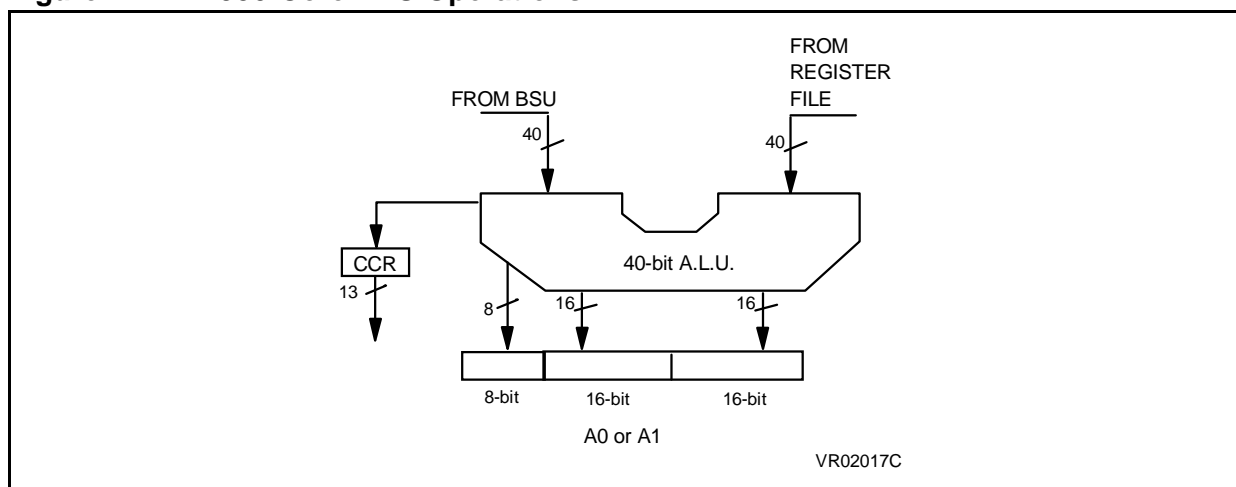 FROM
REGISTER
FILE
FROM BSU
40
40
CCR
40-bit A.L.U.
13
8
16
16
8-bit
16-bit
16-bit
A0 or A1
VR02017C